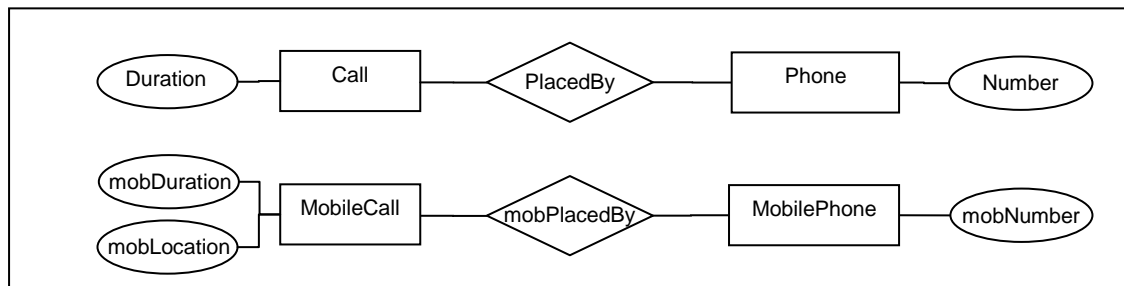 Duration
Call
PlacedBy
Phone
Number
mobDuration
mobLocation
MobileCall
mobPlacedBy
MobilePhone
mobNumber